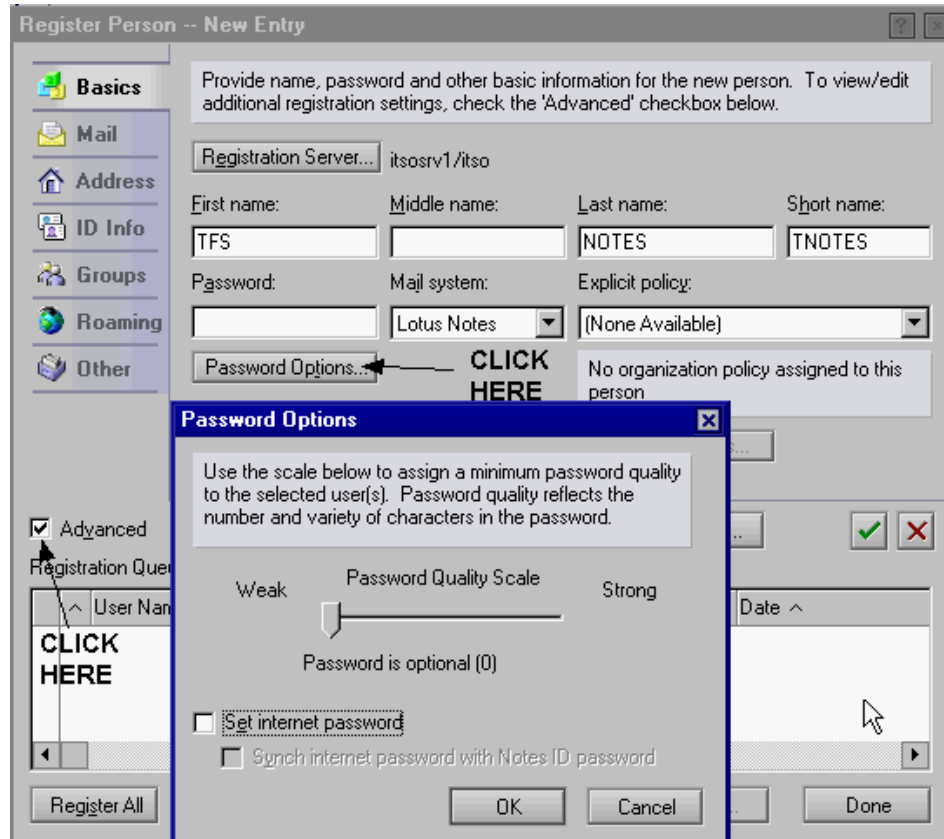 Register Person -- New Entry
Basics
Mail
Address
ID Info
Groups
Roaming
Other
Provide name, password and other basic information for the new person. To view/edit
additional registration settings, check the 'Advanced' checkbox below.
Registration Server... itsosrv1/itso
First name: Middle name: Last name: Short name:
TFS NOTES TNOTES
Password: Mail system: Explicit policy:
Lotus Notes (None Available)
Password Options...
CLICK
HERE
No organization policy assigned to this
person
Password Options
Use the scale below to assign a minimum password quality
to the selected user(s). Password quality reflects the
number and variety of characters in the password.
Weak Password Quality Scale Strong
Password is optional (0)
Set internet password
Synch internet password with Notes ID password
OK Cancel
Advanced
Registration
User
Date
CLICK
HERE
Register All Done